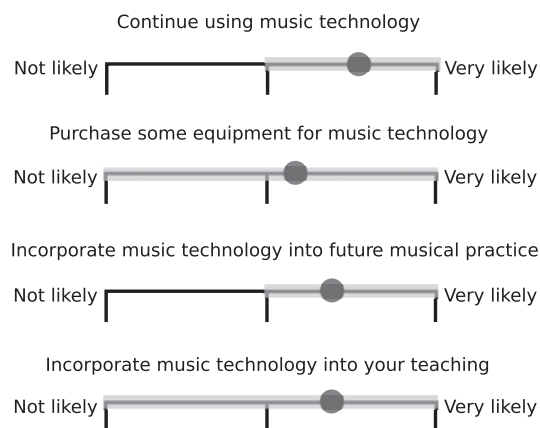 Continue using music technology
Not likely Very likely
Purchase some equipment for music technology
Not likely Very likely
Incorporate music technology into future musical practice
Not likely Very likely
Incorporate music technology into your teaching
Not likely Very likely